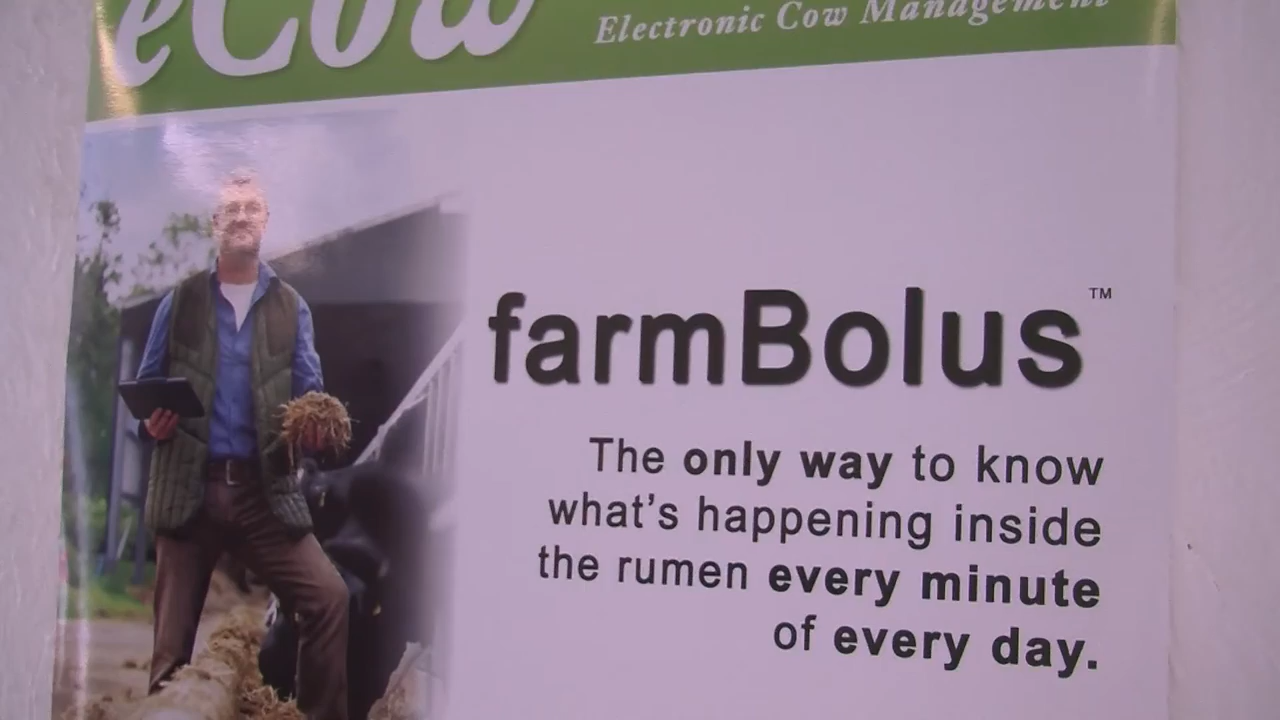 eCow
Electronic Cow Management
farmBolus™
The only way to know
what's happening inside
the rumen every minute
of every day.